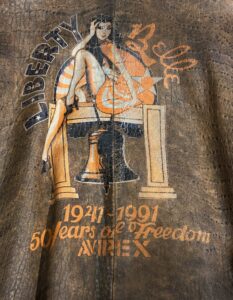 LIBERTY
Belle
1941-1991
50 Years of Freedom
AVIREX